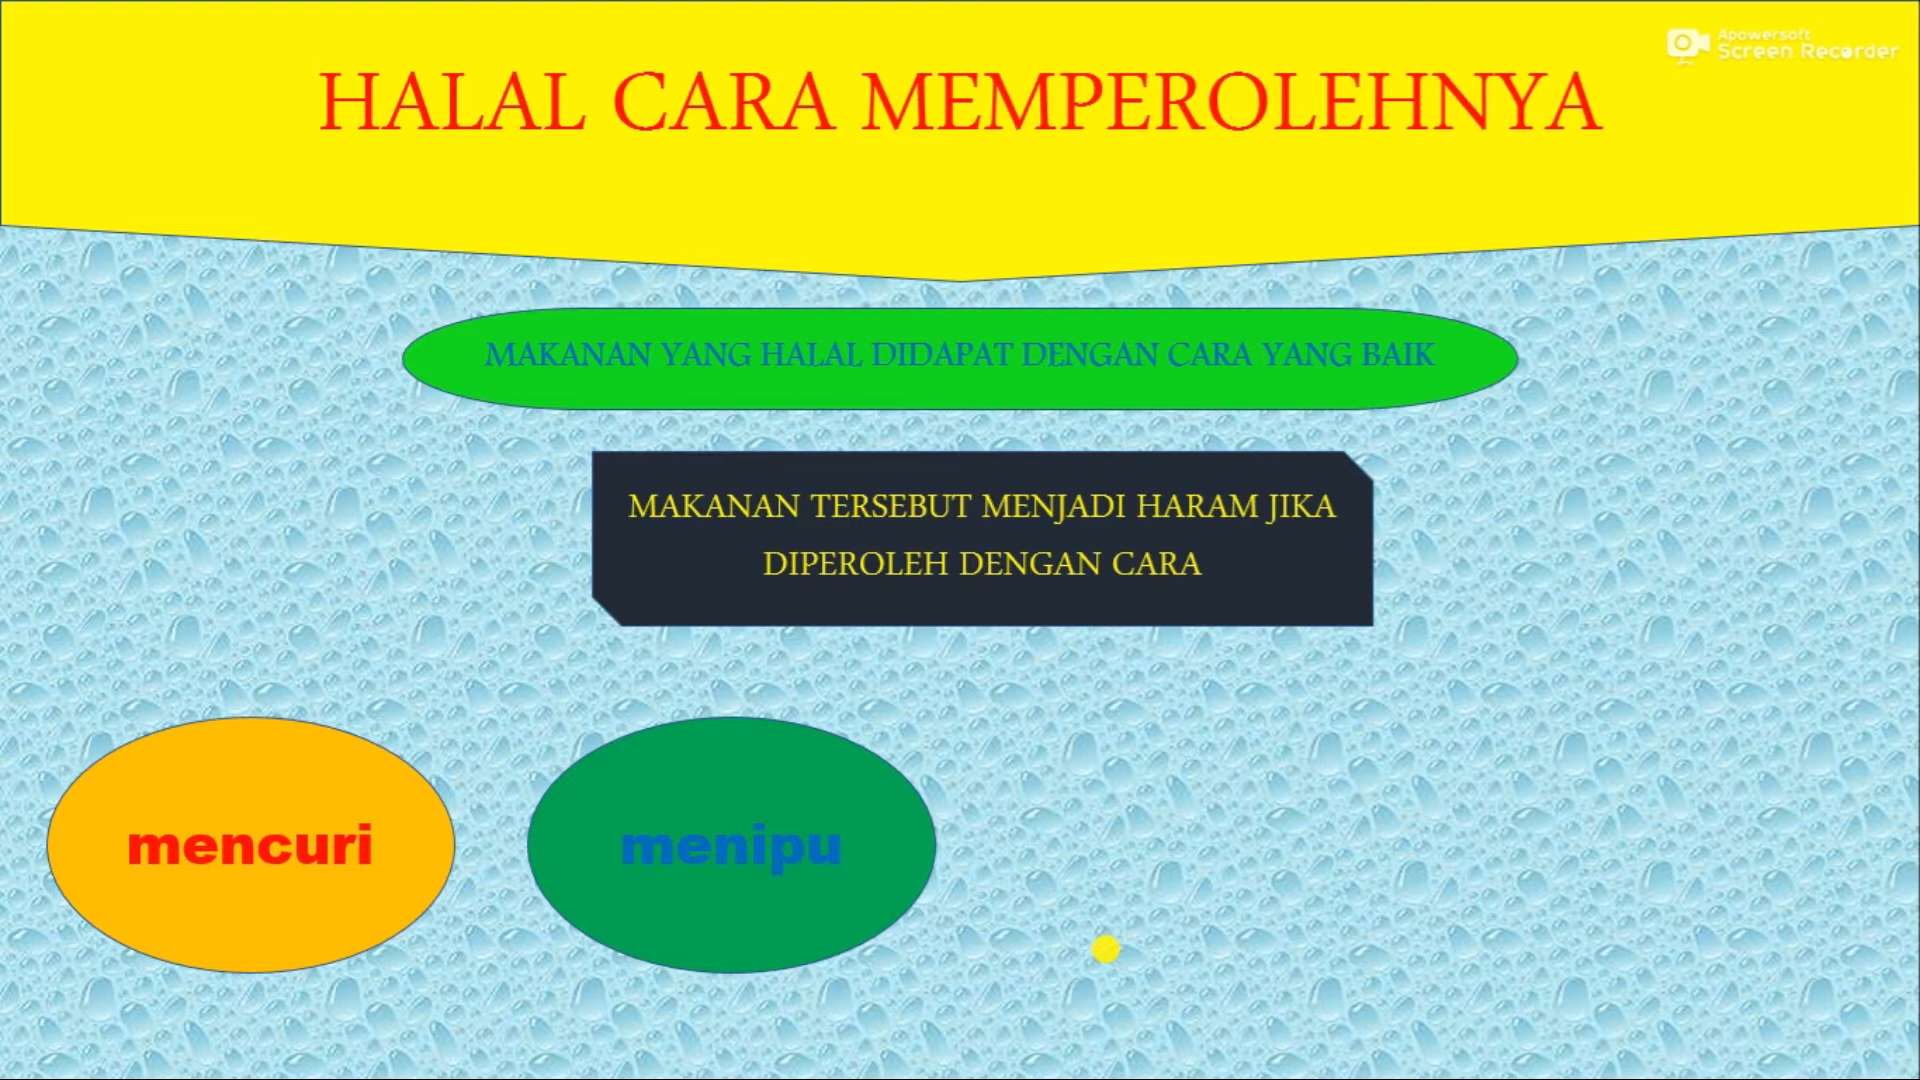 Apowersoft
Screen Recorder
HALAL CARA MEMPEROLEHNYA
MAKANAN YANG HALAL DIDAPAT DENGAN CARA YANG BAIK
MAKANAN TERSEBUT MENJADI HARAM JIKA
DIPEROLEH DENGAN CARA
mencuri
menipu